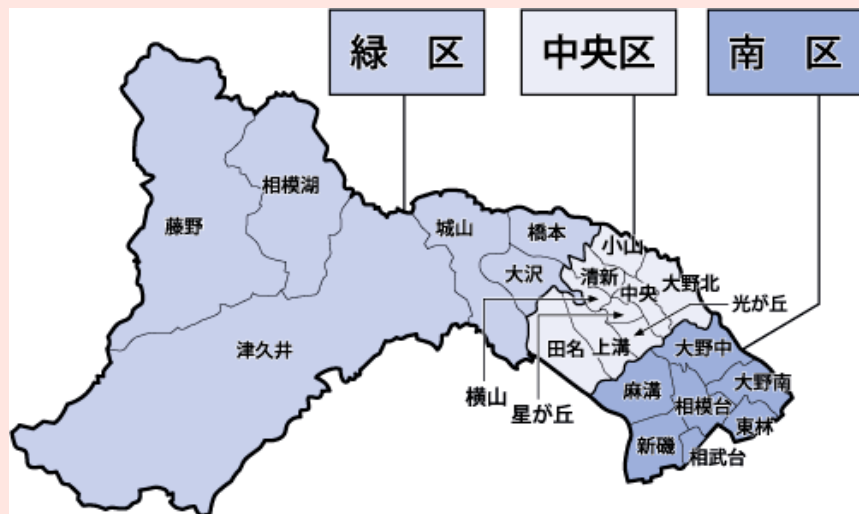 緑 区
中央区
南 区
藤野
相模湖
津久井
城山
橋本
大沢
小山
清新
中央
大野北
光が丘
横山
星が丘
田名
上溝
大野中
大野南
麻溝
相模台
東林
新磯
相武台